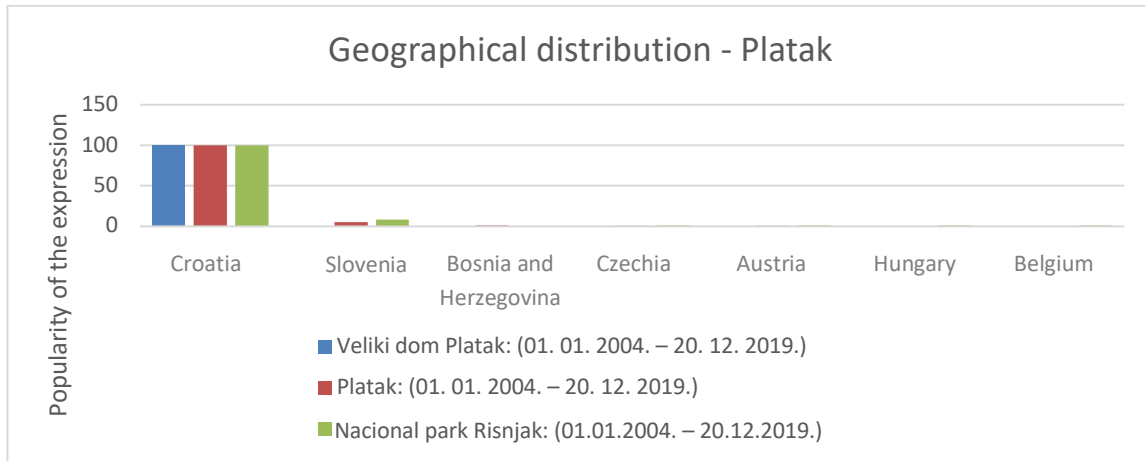 Geographical distribution - Platak
Popularity of the expression
150
100
50
0
Croatia
Slovenia
Bosnia and
Herzegovina
Czechia
Austria
Hungary
Belgium
Veliki dom Platak: (01. 01. 2004. – 20. 12. 2019.)
Platak: (01. 01. 2004. – 20. 12. 2019.)
Nacional park Risnjak: (01.01.2004. – 20.12.2019.)